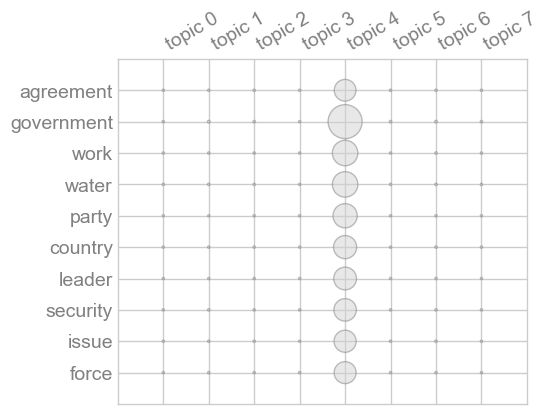 topic 0 topic 1 topic 2 topic 3 topic 4 topic 5 topic 6 topic 7
agreement
government
work
water
party
country
leader
security
issue
force